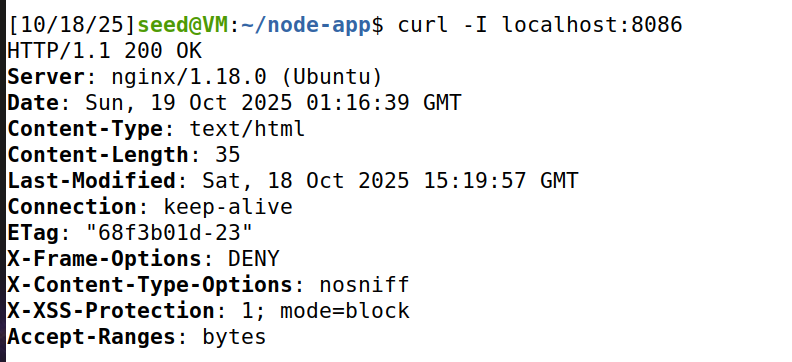 [10/18/25]seed@VM:~/node-app$ curl -I localhost:8086
HTTP/1.1 200 OK
Server: nginx/1.18.0 (Ubuntu)
Date: Sun, 19 Oct 2025 01:16:39 GMT
Content-Type: text/html
Content-Length: 35
Last-Modified: Sat, 18 Oct 2025 15:19:57 GMT
Connection: keep-alive
ETag: "68f3b01d-23"
X-Frame-Options: DENY
X-Content-Type-Options: nosniff
X-XSS-Protection: 1; mode=block
Accept-Ranges: bytes